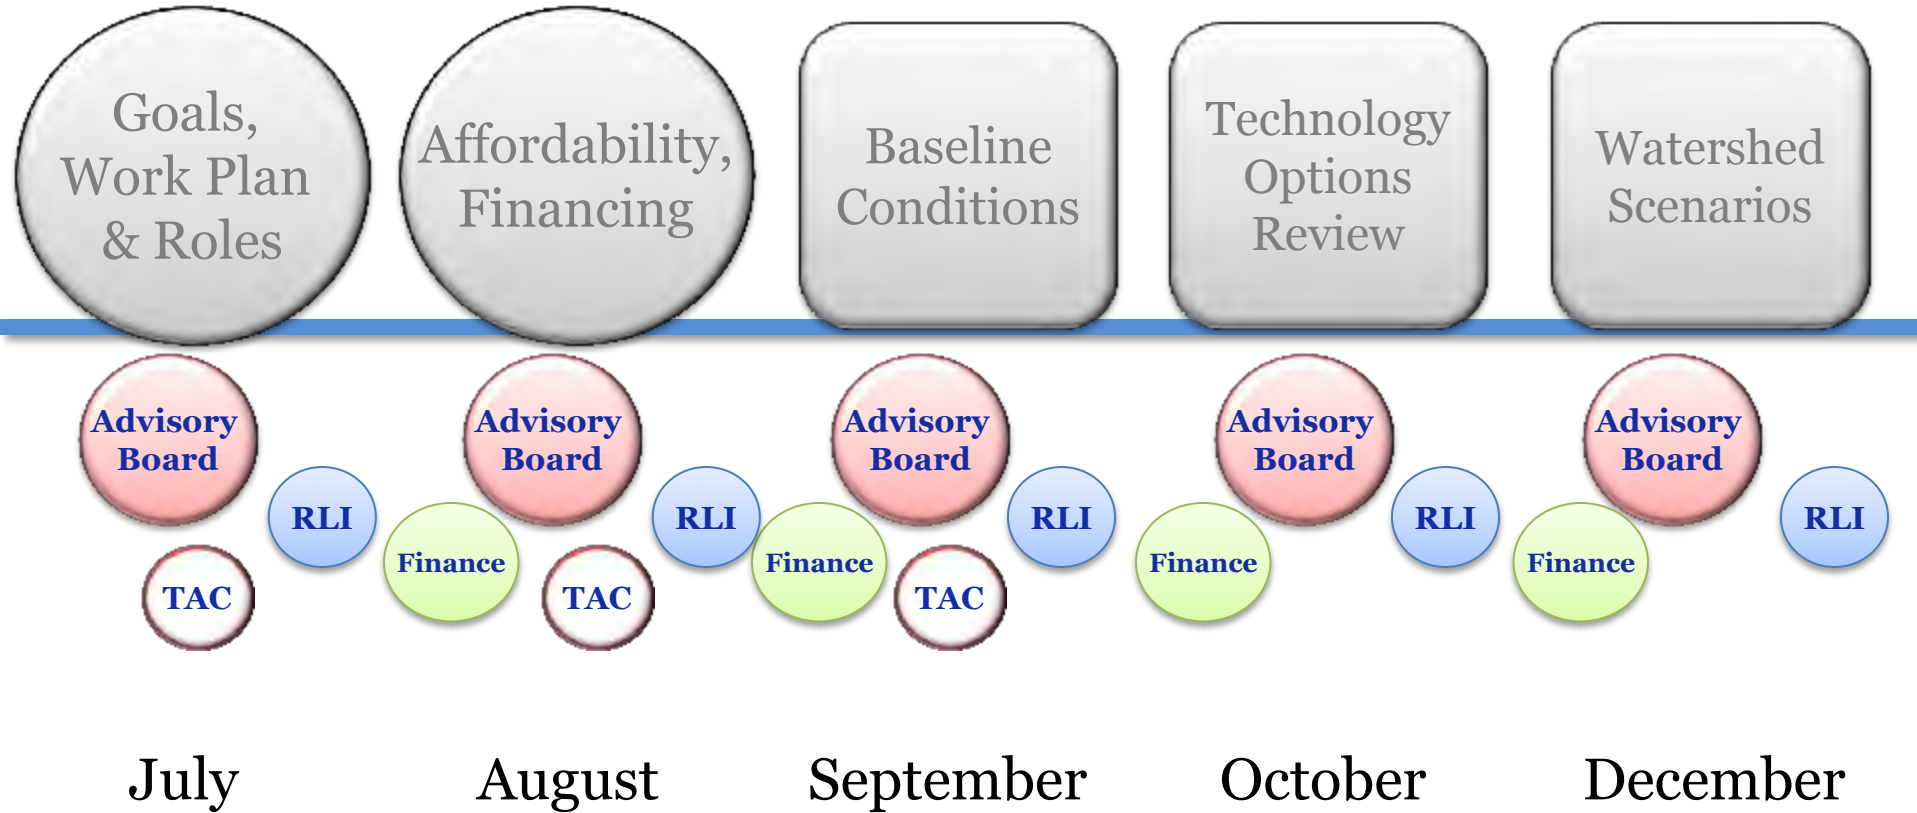 Goals,
Work Plan
& Roles
Affordability,
Financing
Baseline
Conditions
Technology
Options
Review
Watershed
Scenarios
Advisory
Board
RLI
TAC
Finance
Advisory
Board
RLI
TAC
Finance
Advisory
Board
RLI
TAC
Finance
Advisory
Board
RLI
Finance
Advisory
Board
RLI
July
August
September
October
December